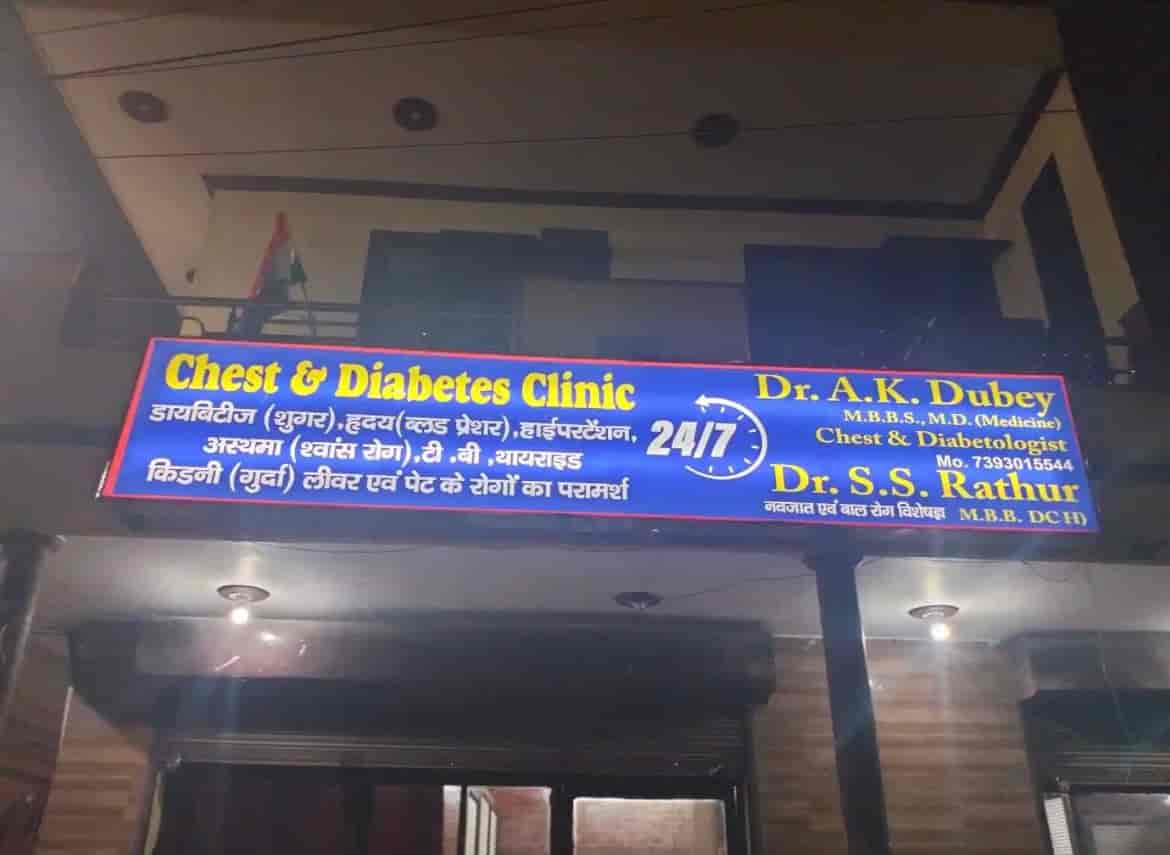 Chest & Diabetes Clinic
डायबिटीज (शुगर),हृदय(ब्लड प्रेशर),हाईपरटेंशन,
अस्थमा (श्वांस रोग),टी .बी ,थायराइड
किडनी (गुर्दा) लीवर एवं पेट के रोगों का परामर्श
24/7
Dr. A.K. Dubey
M.B.B.S., M.D. (Medicine)
Chest & Diabetologist
Mo. 7393015544
Dr. S.S. Rathur
नवजात एवं बाल रोग विशेषज्ञ M.B.B. DC H)